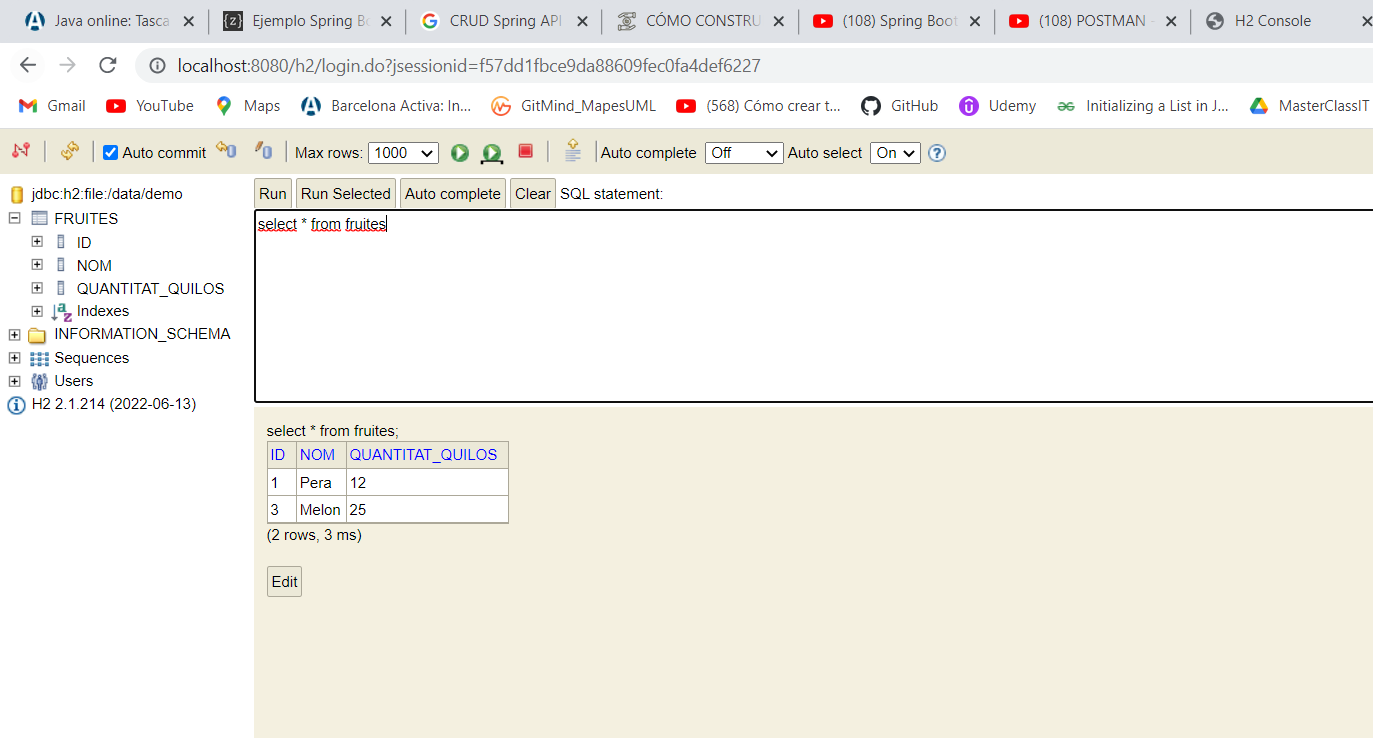 Java online: Tasca
Ejemplo Spring Bo
CRUD Spring API
CÓMO CONSTRU
(108) Spring Boot
(108) POSTMAN -
H2 Console
localhost:8080/h2/login.do?jsessionid=f57dd1fbce9da88609fec0fa4def6227
Gmail YouTube Maps Barcelona Activa: In... GitMind_MapesUML (568) Cómo crear t... GitHub Udemy Initializing a List in J... MasterClassIT
Auto commit Max rows: 1000 Auto complete Off Auto select On
jdbc:h2:file:/data/demo
FRUITES
ID
NOM
QUANTITAT_QUILOS
Indexes
INFORMATION_SCHEMA
Sequences
Users
H2 2.1.214 (2022-06-13)
Run Run Selected Auto complete Clear SQL statement:
select * from fruites
select * from fruites;
ID NOM QUANTITAT_QUILOS
1 Pera 12
3 Melon 25
(2 rows, 3 ms)
Edit